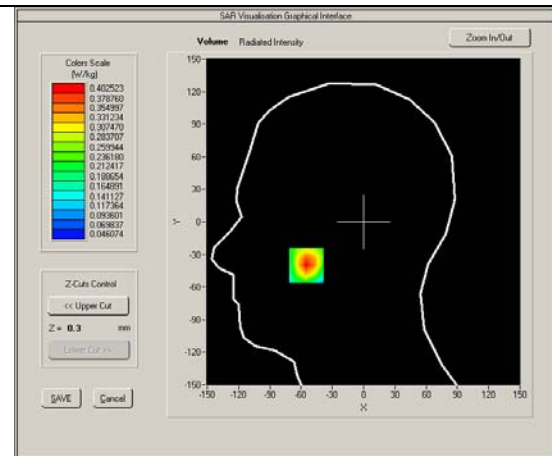 SAR Visualisation Graphical Interface
Volume Radiated Intensity
Zoom In/Out
Colors Scale
(W/kg)
0.402523
0.378760
0.354997
0.331234
0.307470
0.283707
0.259944
0.236180
0.212417
0.188654
0.164891
0.141127
0.117364
0.093601
0.069837
0.046074
Z-Cuts Control
<< Upper Cut
Z = 0.3 mm
Lower Cut >>
SAVE
Cancel
150
120
90
60
30
0
-30
-60
-90
-120
-150
Y
-150 -120 -90 -60 -30 0 30 60 90 120 150
X